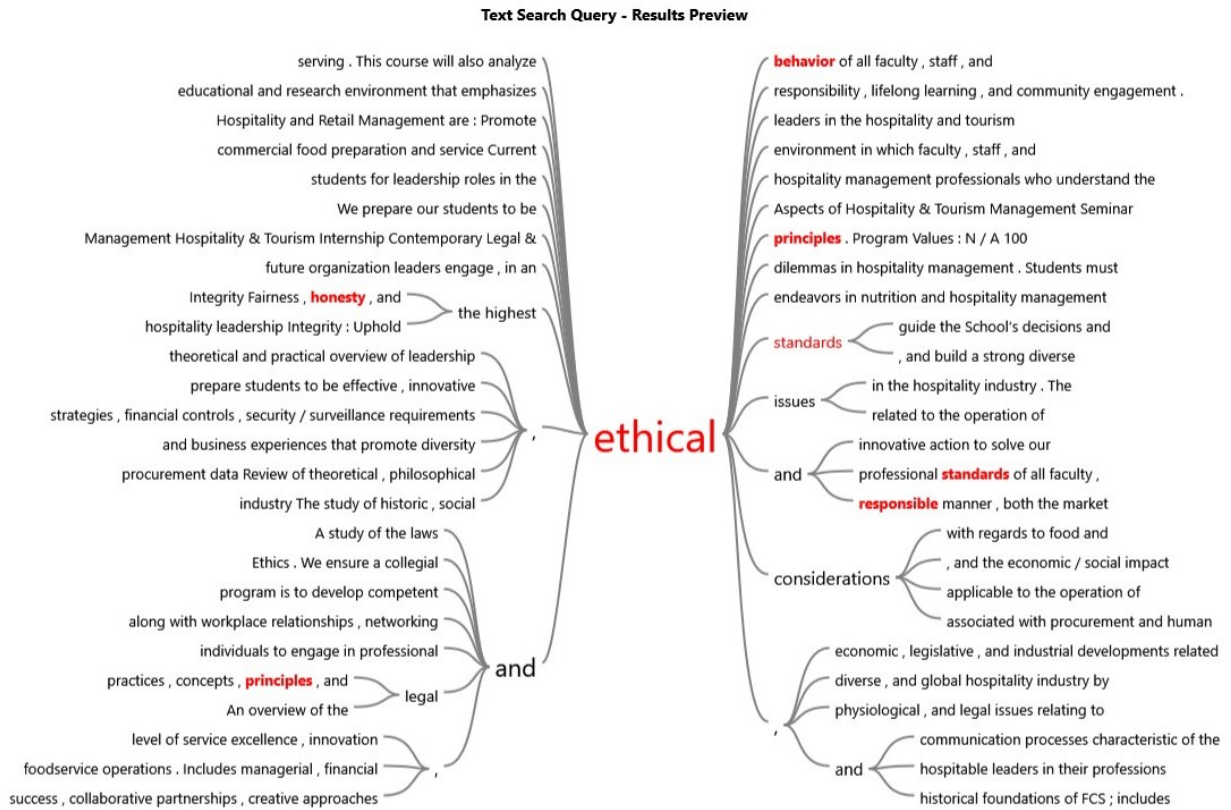 Text Search Query - Results Preview
serving . This course will also analyze
educational and research environment that emphasizes
Hospitality and Retail Management are : Promote
commercial food preparation and service Current
students for leadership roles in the
We prepare our students to be
Management Hospitality & Tourism Internship Contemporary Legal &
future organization leaders engage , in an
Integrity Fairness , honesty , and
hospitality leadership Integrity : Uphold
the highest
theoretical and practical overview of leadership
prepare students to be effective , innovative
strategies , financial controls , security / surveillance requirements
and business experiences that promote diversity
procurement data Review of theoretical , philosophical
industry The study of historic , social
,
A study of the laws
Ethics . We ensure a collegial
program is to develop competent
along with workplace relationships , networking
individuals to engage in professional
practices , concepts , principles , and
An overview of the
legal
level of service excellence , innovation
foodservice operations . Includes managerial , financial
success , collaborative partnerships , creative approaches
,
and
ethical
behavior of all faculty , staff , and
responsibility , lifelong learning , and community engagement .
leaders in the hospitality and tourism
environment in which faculty , staff , and
hospitality management professionals who understand the
Aspects of Hospitality & Tourism Management Seminar
principles . Program Values : N / A 100
dilemmas in hospitality management . Students must
endeavors in nutrition and hospitality management
standards
guide the School's decisions and
, and build a strong diverse
issues
in the hospitality industry . The
related to the operation of
and
innovative action to solve our
professional standards of all faculty ,
responsible manner , both the market
considerations
with regards to food and
, and the economic / social impact
applicable to the operation of
associated with procurement and human
,
economic , legislative , and industrial developments related
diverse , and global hospitality industry by
physiological , and legal issues relating to
and
communication processes characteristic of the
hospitable leaders in their professions
historical foundations of FCS ; includes